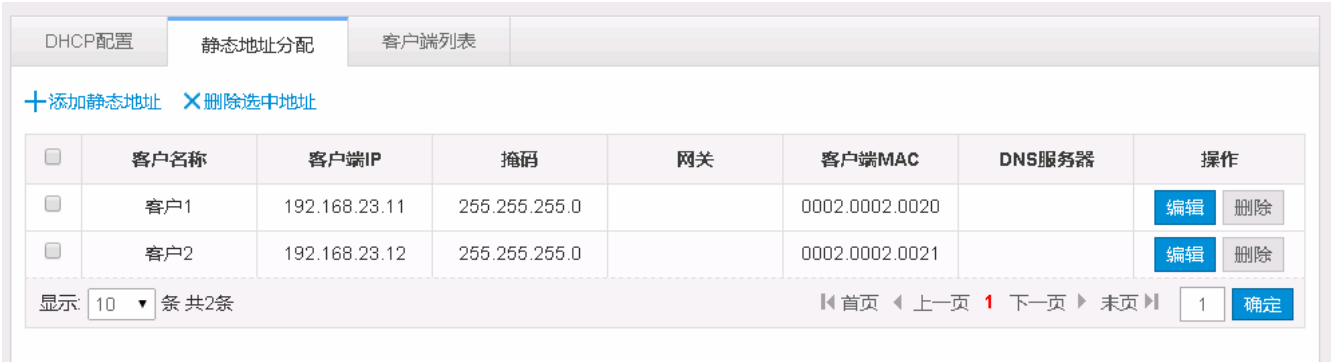 DHCP配置 静态地址分配 客户端列表
添加静态地址 删除选中地址
客户名称 客户端IP 掩码 网关 客户端MAC DNS服务器 操作
客户1 192.168.23.11 255.255.255.0 0002.0002.0020 编辑 删除
客户2 192.168.23.12 255.255.255.0 0002.0002.0021 编辑 删除
显示: 10 条 共2条 首页 上一页 1 下一页 末页 1 确定